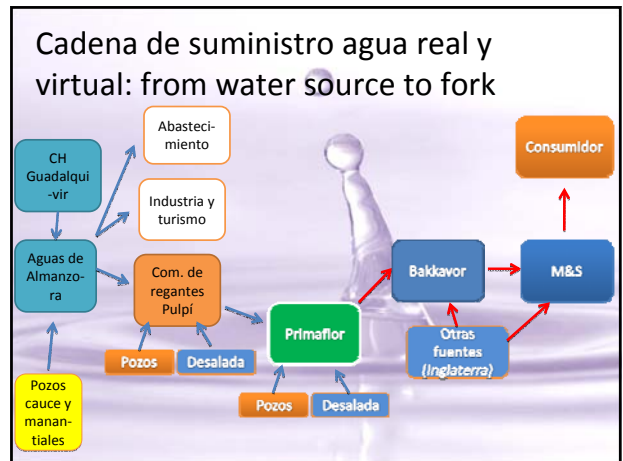 Cadena de suministro agua real y
virtual: from water source to fork
Abasteci-
miento
CH
Guadalqui
-vir
Industria y
turismo
Consumidor
Aguas de
Almanzo-
ra
Com. de
regantes
Pulpí
Bakkavor
M&S
Primaflor
Otras
fuentes
(Inglaterra)
Pozos
Desalada
Pozos
cauce y
manan-
tiales
Pozos
Desalada